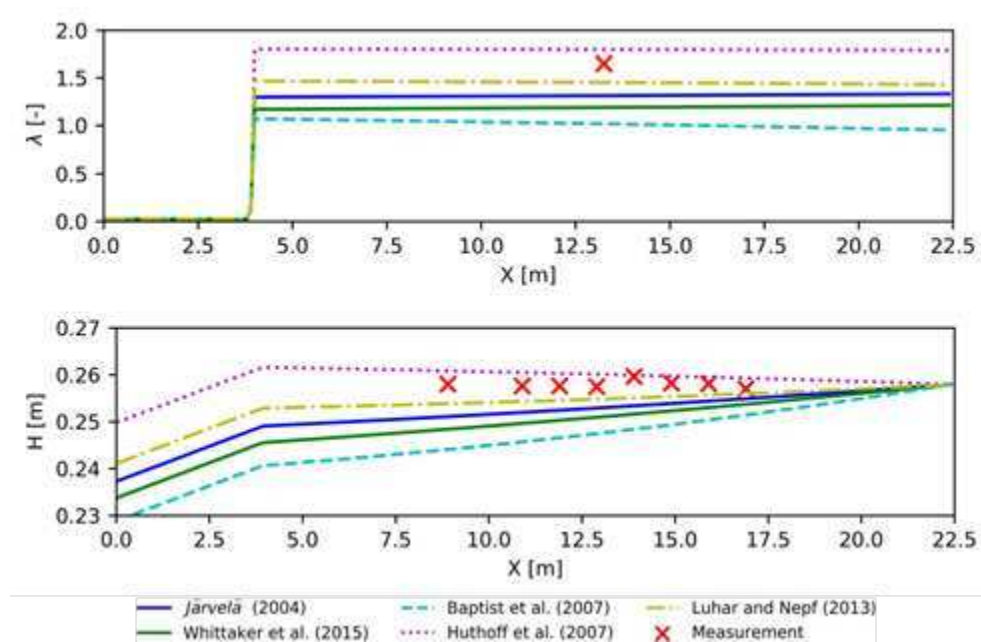 2.0
1.5
1.0
0.5
0.0
λ [-]
0.0 2.5 5.0 7.5 10.0 12.5 15.0 17.5 20.0 22.5
X [m]
0.27
0.26
0.25
0.24
0.23
H [m]
0.0 2.5 5.0 7.5 10.0 12.5 15.0 17.5 20.0 22.5
X [m]
Järvelä (2004) Baptist et al. (2007) Luhar and Nepf (2013)
Whittaker et al. (2015) Huthoff et al. (2007) Measurement